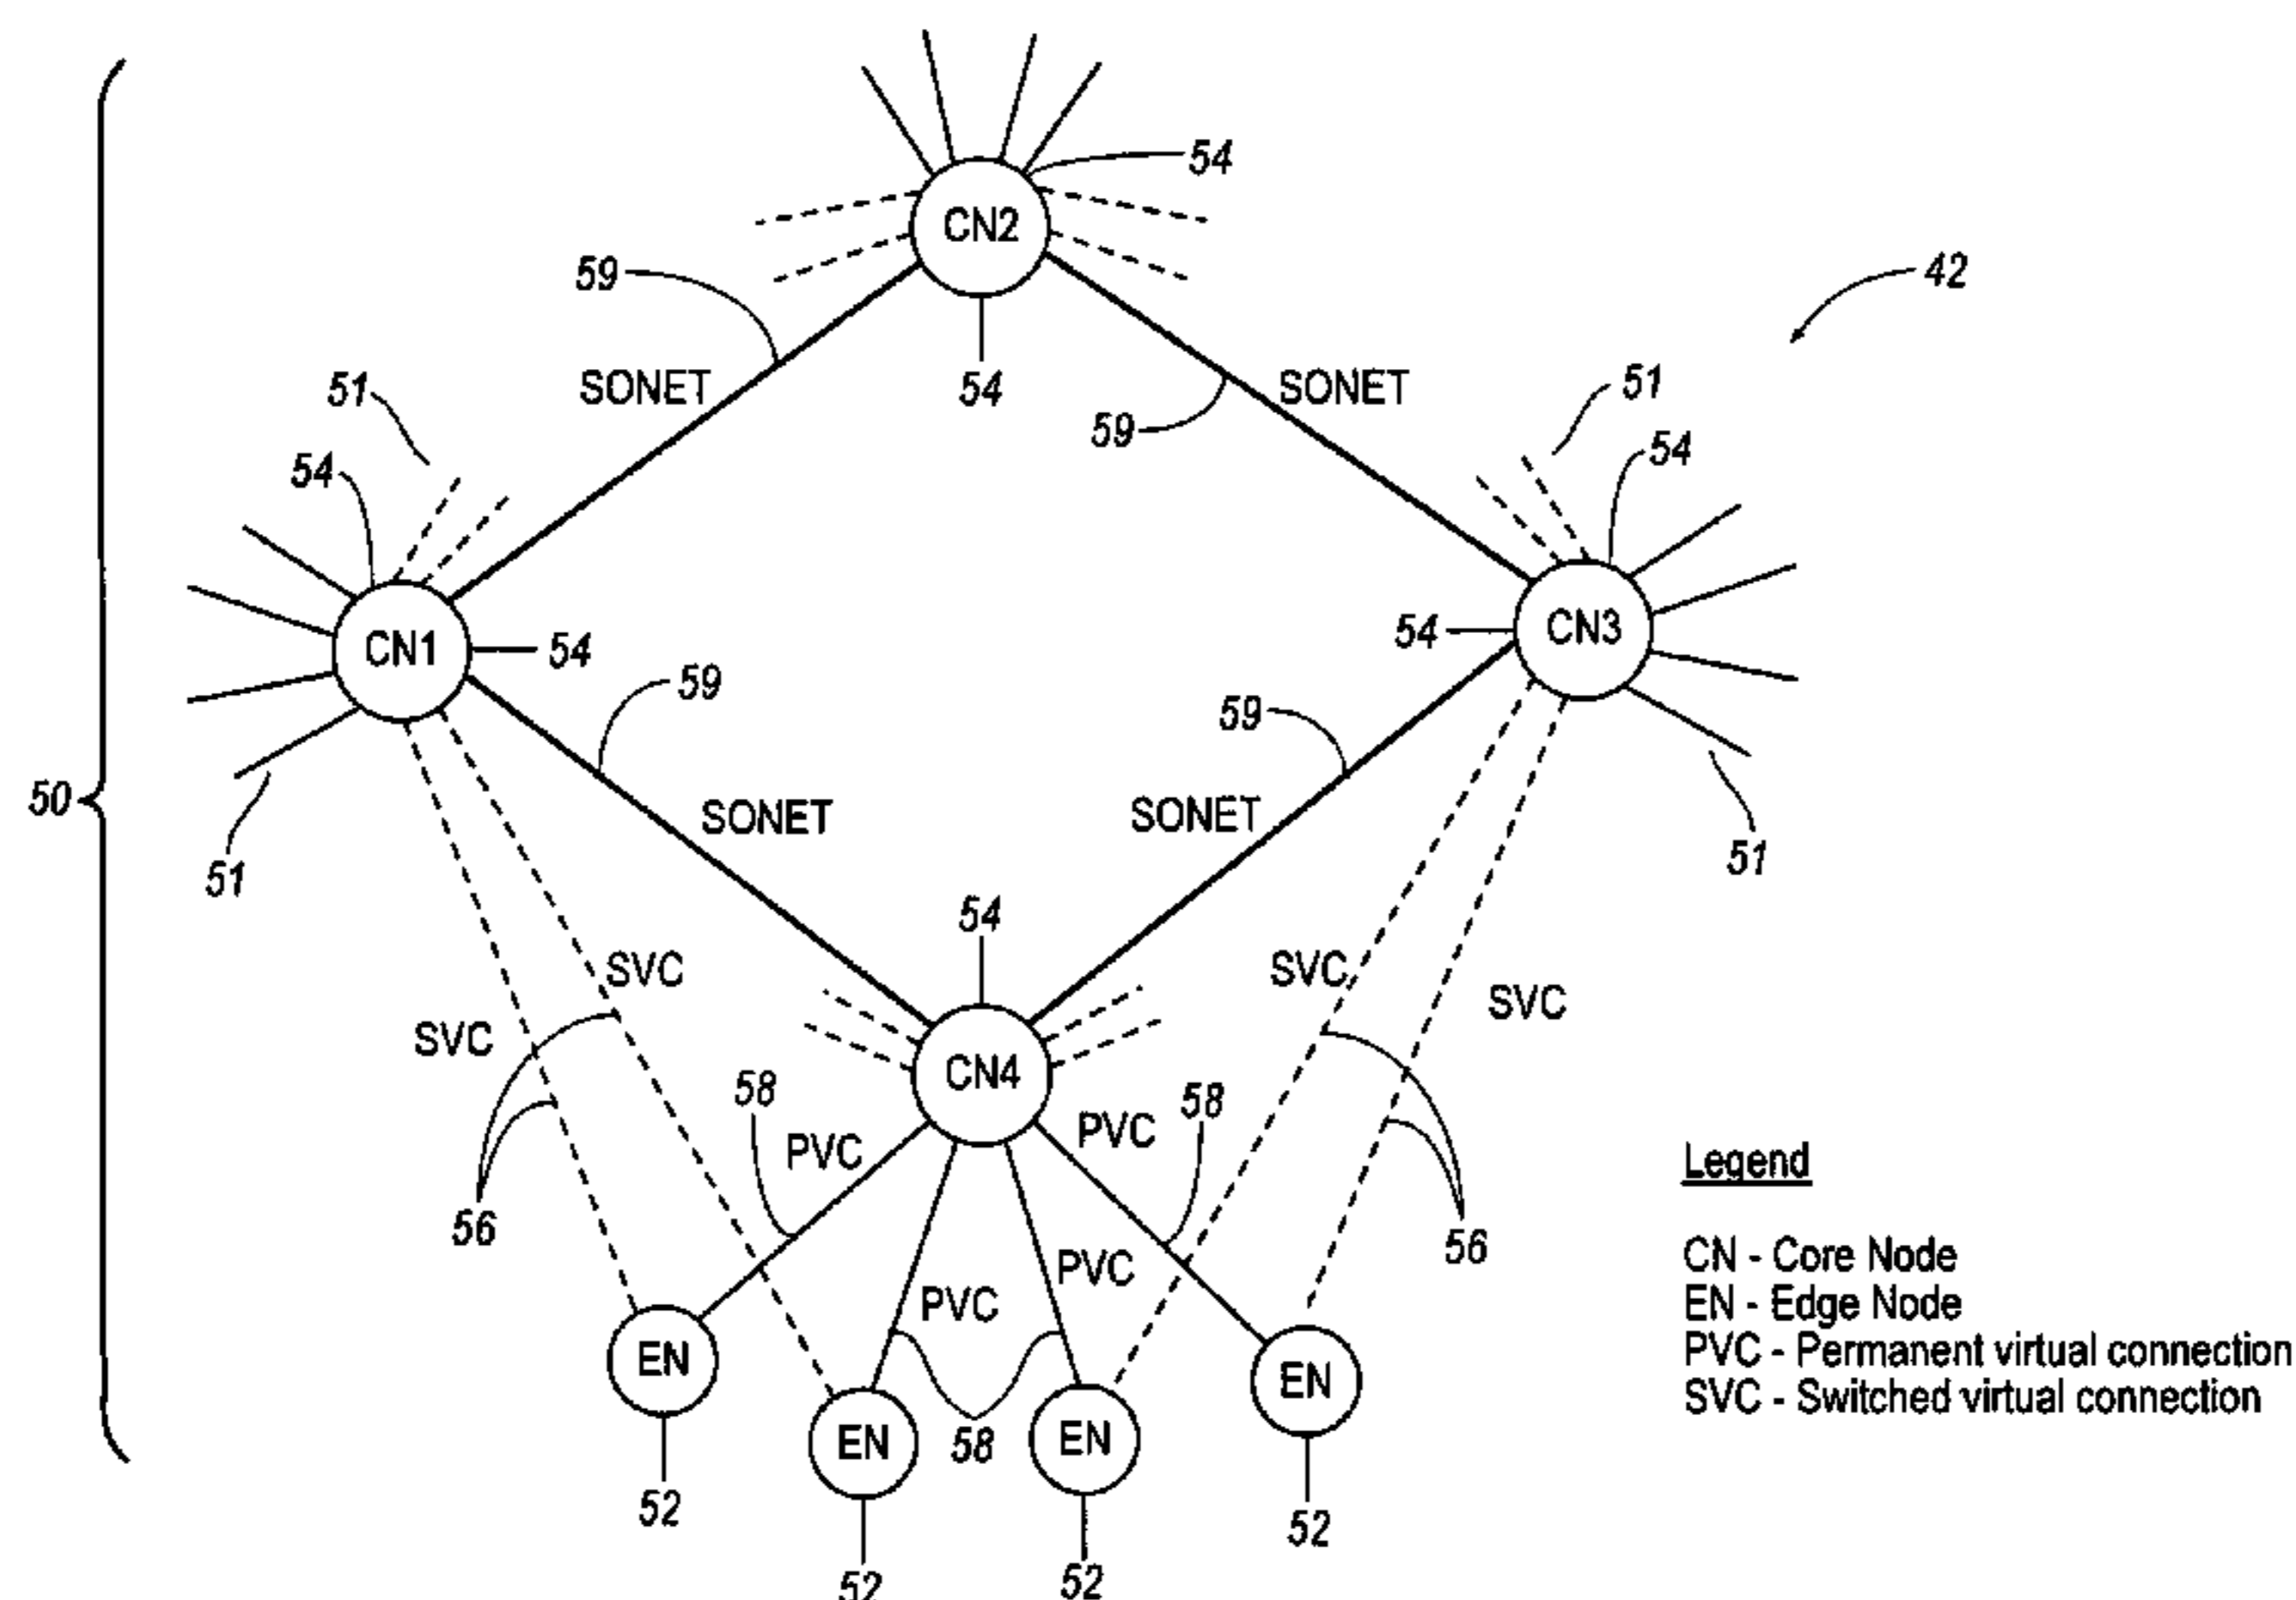 54
CN2
59
42
SONET
54
SONET
51
51
59
54
54
CN1
54
54
CN3
59
59
SONET
SONET
50
51
51
54
SVC
SVC
SVC
SVC
CN4
58
PVC
PVC
58
56
56
PVC
PVC
EN
EN
EN
EN
58
52
52
52
52
Legend
CN - Core Node
EN - Edge Node
PVC - Permanent virtual connection
SVC - Switched virtual connection